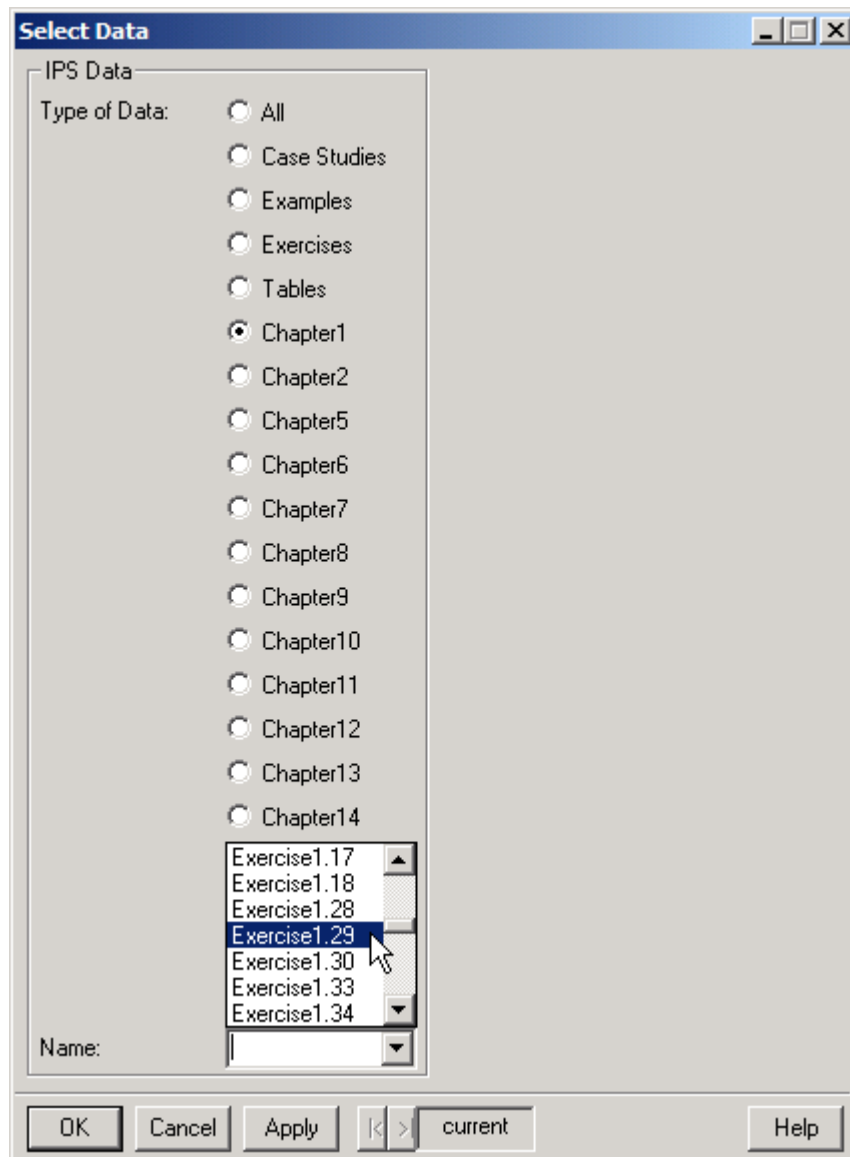 Select Data
IPS Data
Type of Data:
All
Case Studies
Examples
Exercises
Tables
Chapter1
Chapter2
Chapter5
Chapter6
Chapter7
Chapter8
Chapter9
Chapter10
Chapter11
Chapter12
Chapter13
Chapter14
Exercise1.17
Exercise1.18
Exercise1.28
Exercise1.29
Exercise1.30
Exercise1.33
Exercise1.34
Name:
OK Cancel Apply current Help